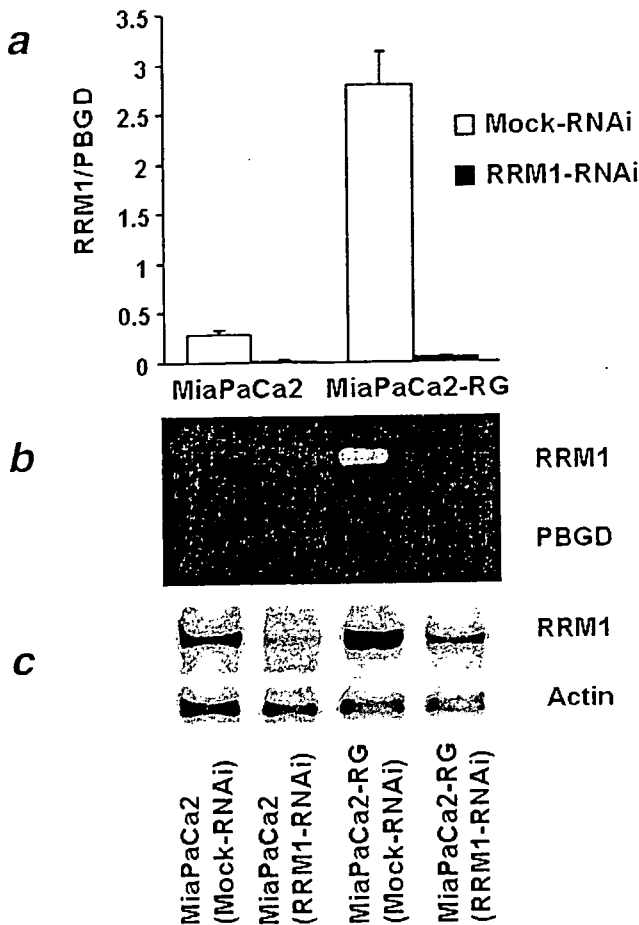 a
RRM1/PBGD
3.5
3
2.5
2
1.5
1
0.5
0
Mock-RNAi
RRM1-RNAi
MiaPaCa2
MiaPaCa2-RG
b
RRM1
PBGD
c
RRM1
Actin
MiaPaCa2
(Mock-RNAi)
MiaPaCa2
(RRM1-RNAi)
MiaPaCa2-RG
(Mock-RNAi)
MiaPaCa2-RG
(RRM1-RNAi)